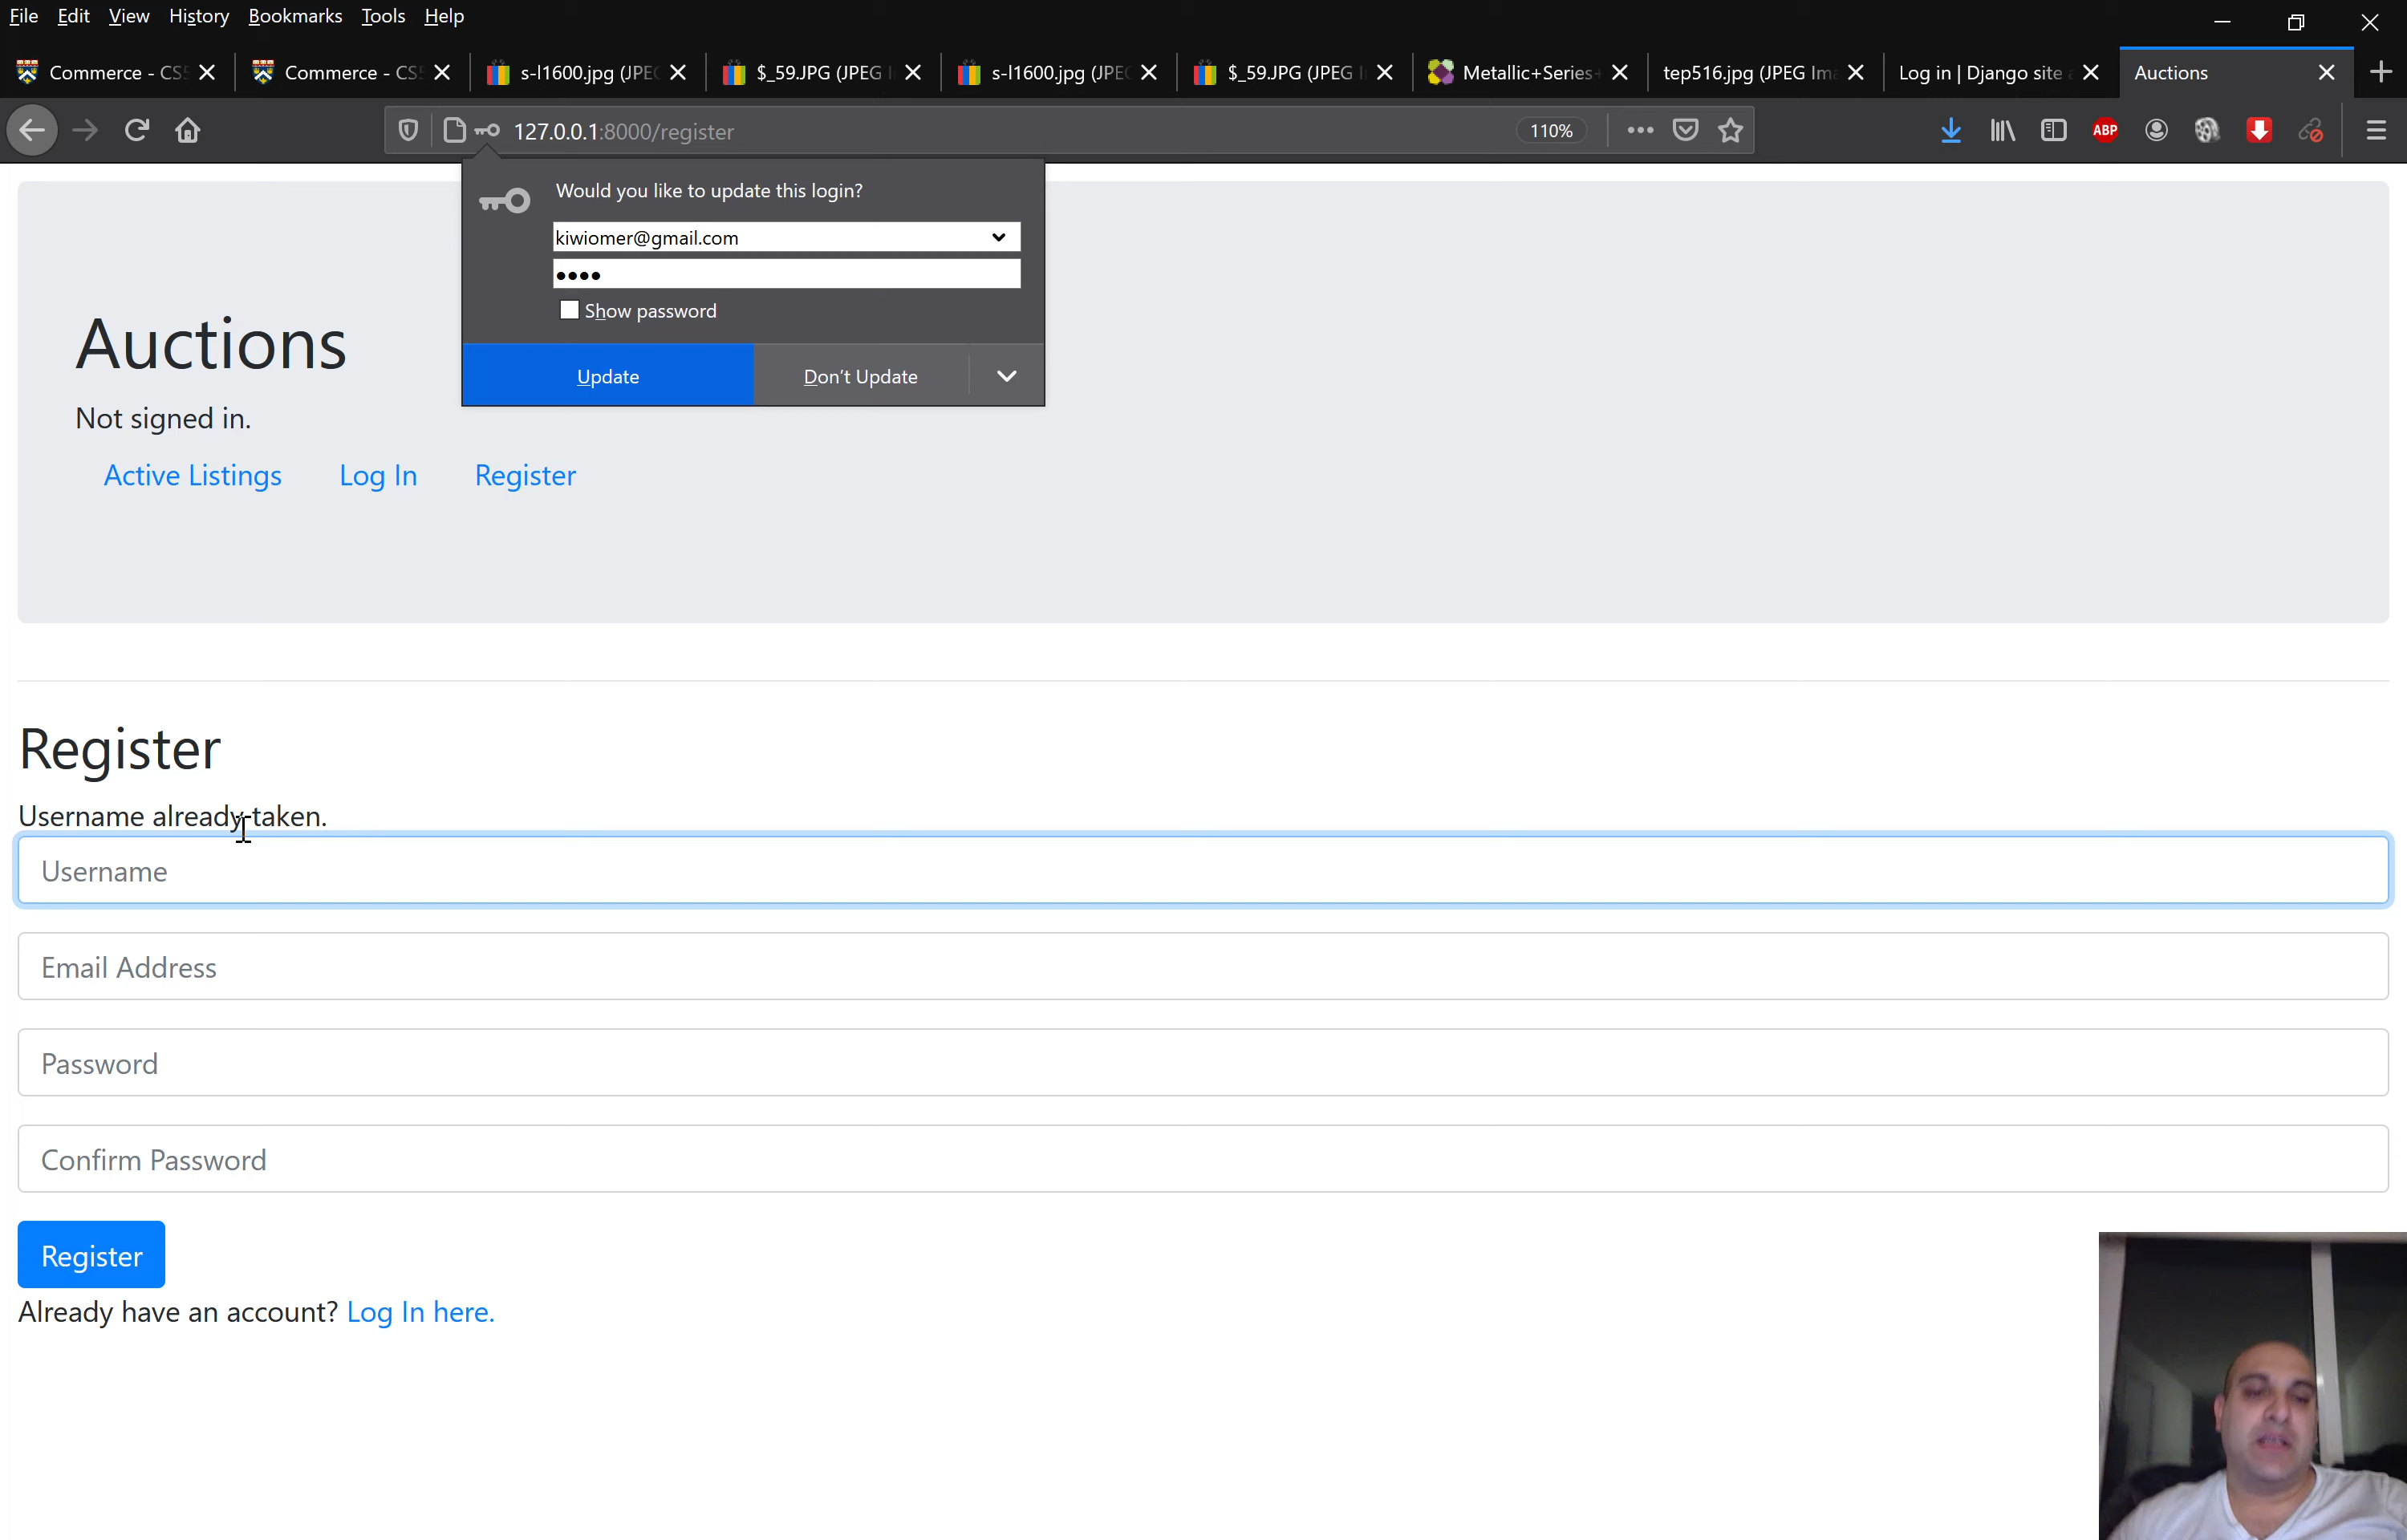 File Edit View History Bookmarks Tools Help
Commerce - CS
Commerce - CS5
s-l1600.jpg (JPEG
$_59.JPG (JPEG I
s-l1600.jpg (JPEG
$_59.JPG (JPEG I
Metallic+Series+
tep516.jpg (JPEG Ima
Log in | Django site a
Auctions
127.0.0.1:8000/register
110%
ABP
Would you like to update this login?
kiwiomer@gmail.com
Show password
Update
Don't Update
Auctions
Not signed in.
Active Listings Log In Register
Register
Username already taken.
Username
Email Address
Password
Confirm Password
Register
Already have an account? Log In here.